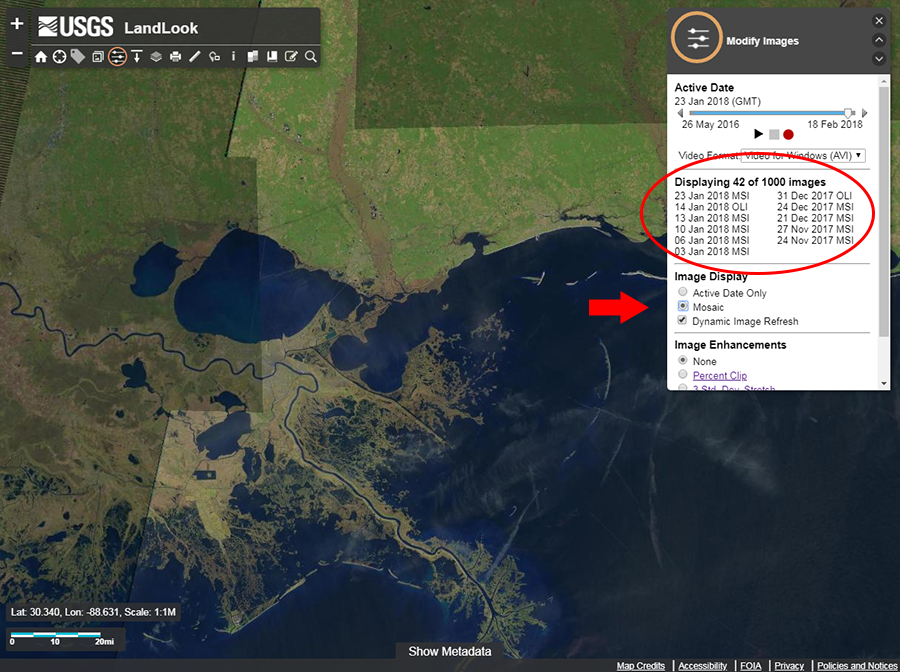 +
USGS LandLook
−
i
Lat: 30.340, Lon: -88.631, Scale: 1:1M
0 10 20mi
Show Metadata
Modify Images
Active Date
23 Jan 2018 (GMT)
26 May 2016 18 Feb 2018
Video Format: Video for Windows (AVI)
Displaying 42 of 1000 images
23 Jan 2018 MSI 31 Dec 2017 OLI
14 Jan 2018 OLI 24 Dec 2017 MSI
13 Jan 2018 MSI 21 Dec 2017 MSI
10 Jan 2018 MSI 27 Nov 2017 MSI
06 Jan 2018 MSI 24 Nov 2017 MSI
03 Jan 2018 MSI
Image Display
Active Date Only
Mosaic
Dynamic Image Refresh
Image Enhancements
None
Percent Clip
3 Std. Dev. Stretch
Map Credits | Accessibility | FOIA | Privacy | Policies and Notices